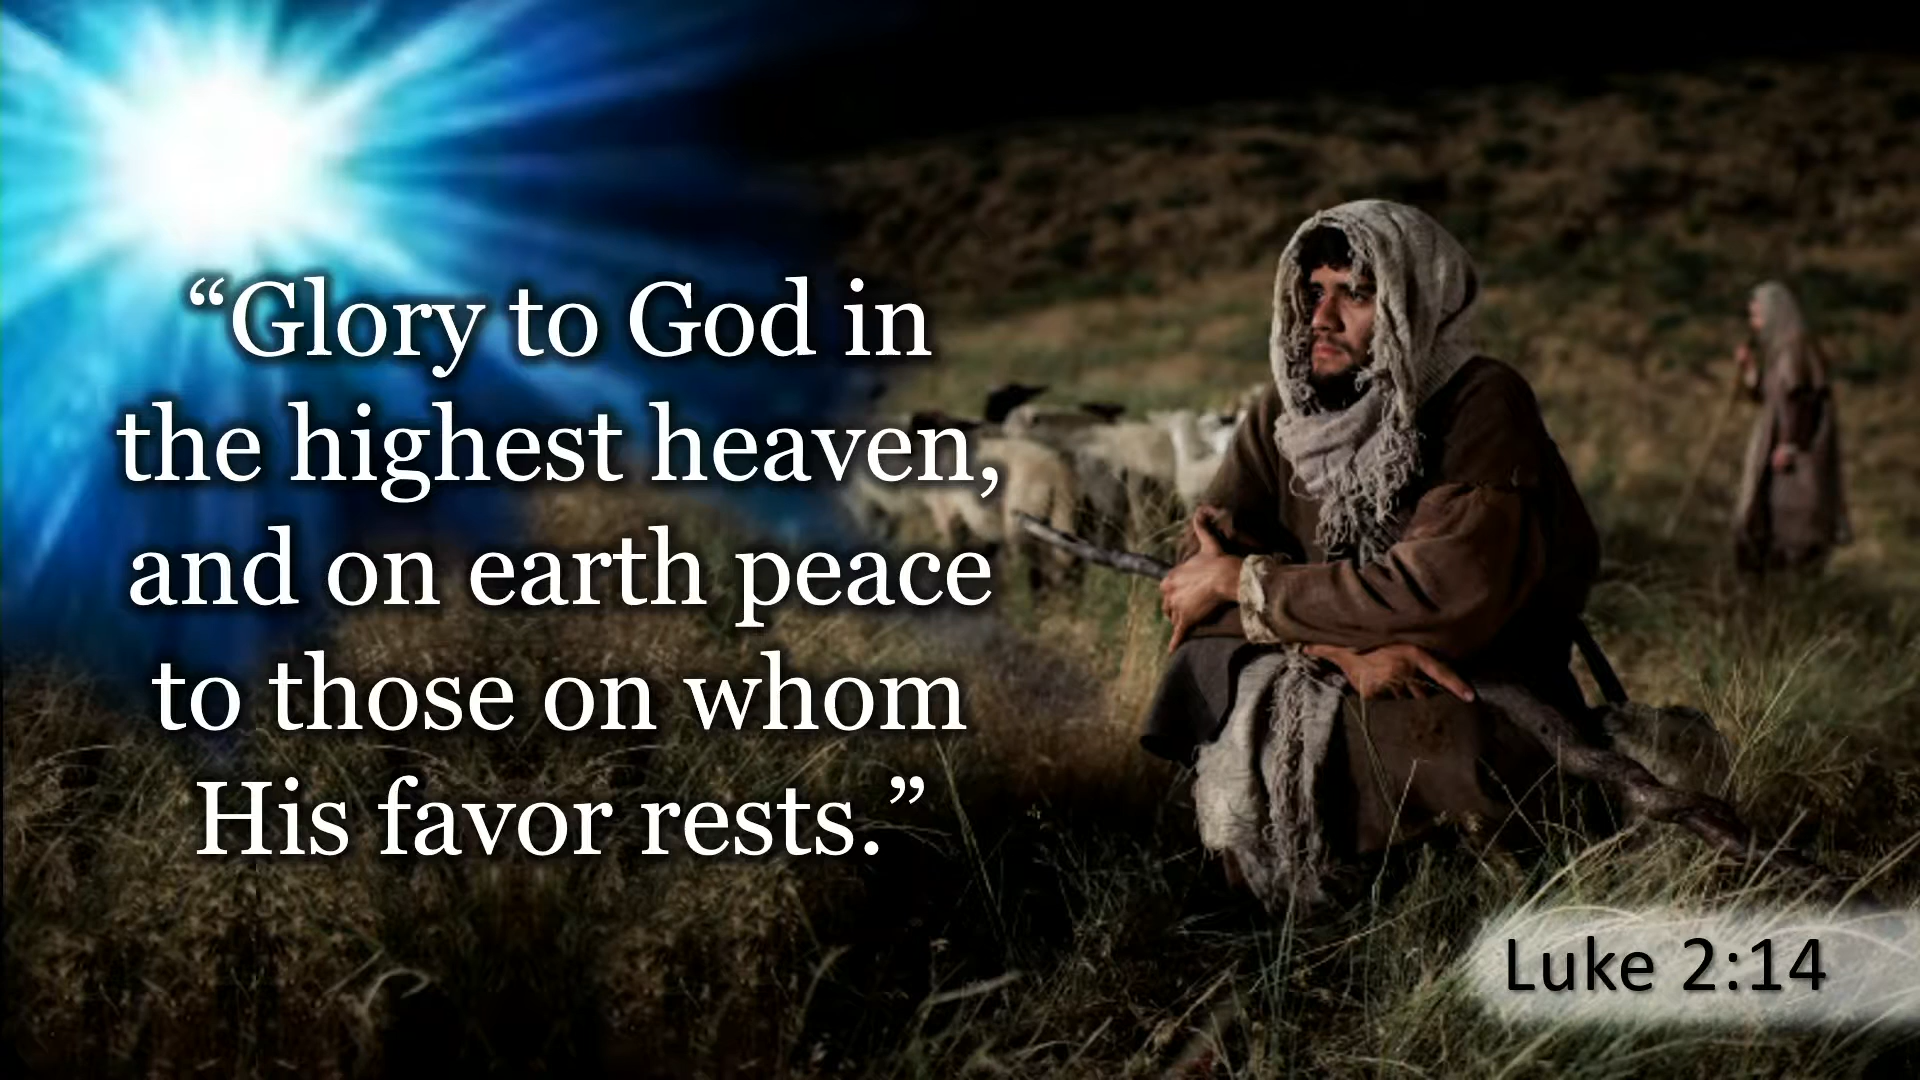 “Glory to God in
the highest heaven,
and on earth peace
to those on whom
His favor rests.”
Luke 2:14